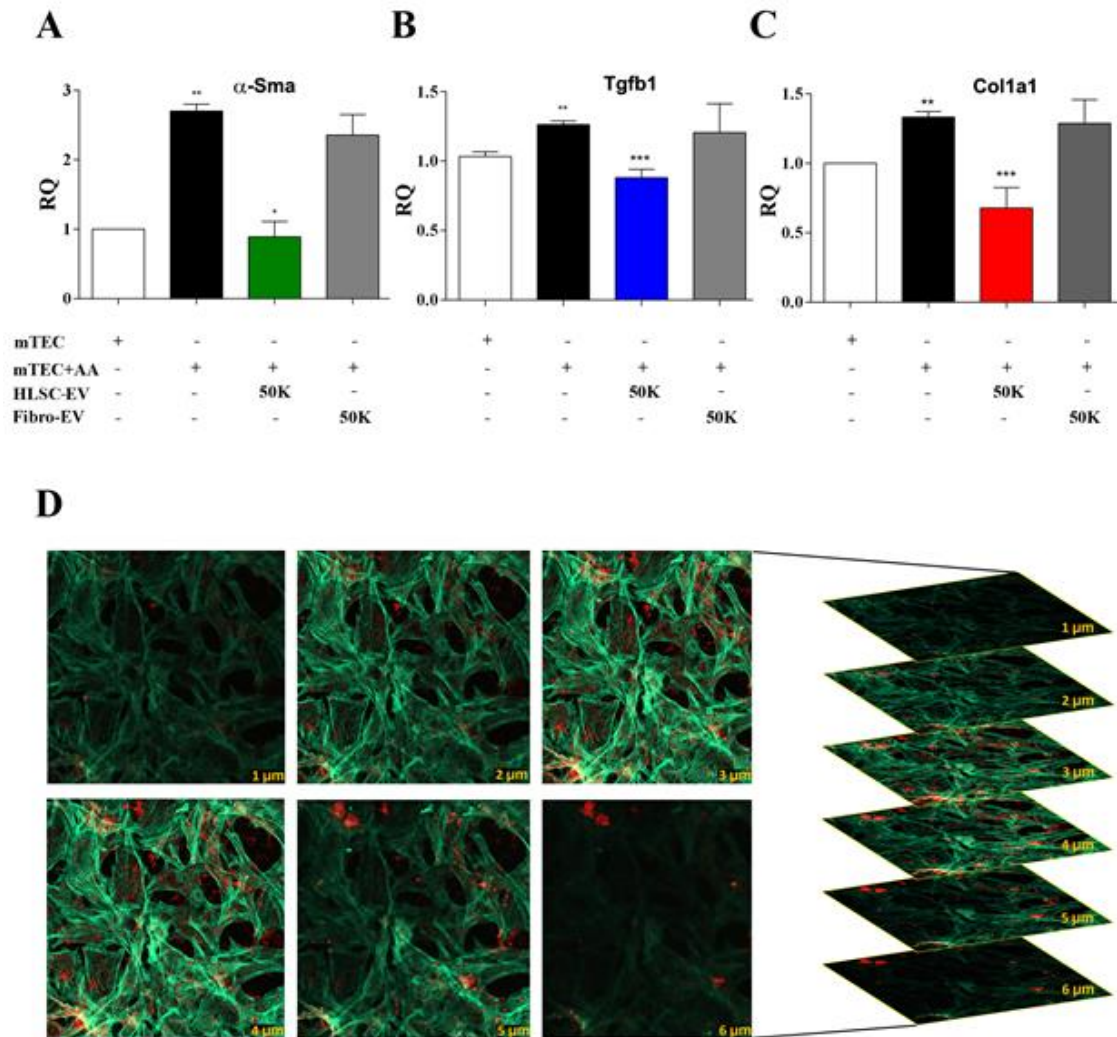 A
B
C
α-Sma
Tgfb1
Col1a1
3
2
1
0
RQ
**
*
1.5
1.0
0.5
0.0
RQ
**
***
1.5
1.0
0.5
0.0
RQ
**
***
mTEC + - - - + - - - + - - -
mTEC+AA - + + + - + + + - + + +
HLSC-EV - - 50K - - - 50K - - - 50K -
Fibro-EV - - - 50K - - - 50K - - - 50K
D
1 µm
2 µm
3 µm
4 µm
5 µm
6 µm
1 µm
2 µm
3 µm
4 µm
5 µm
6 µm